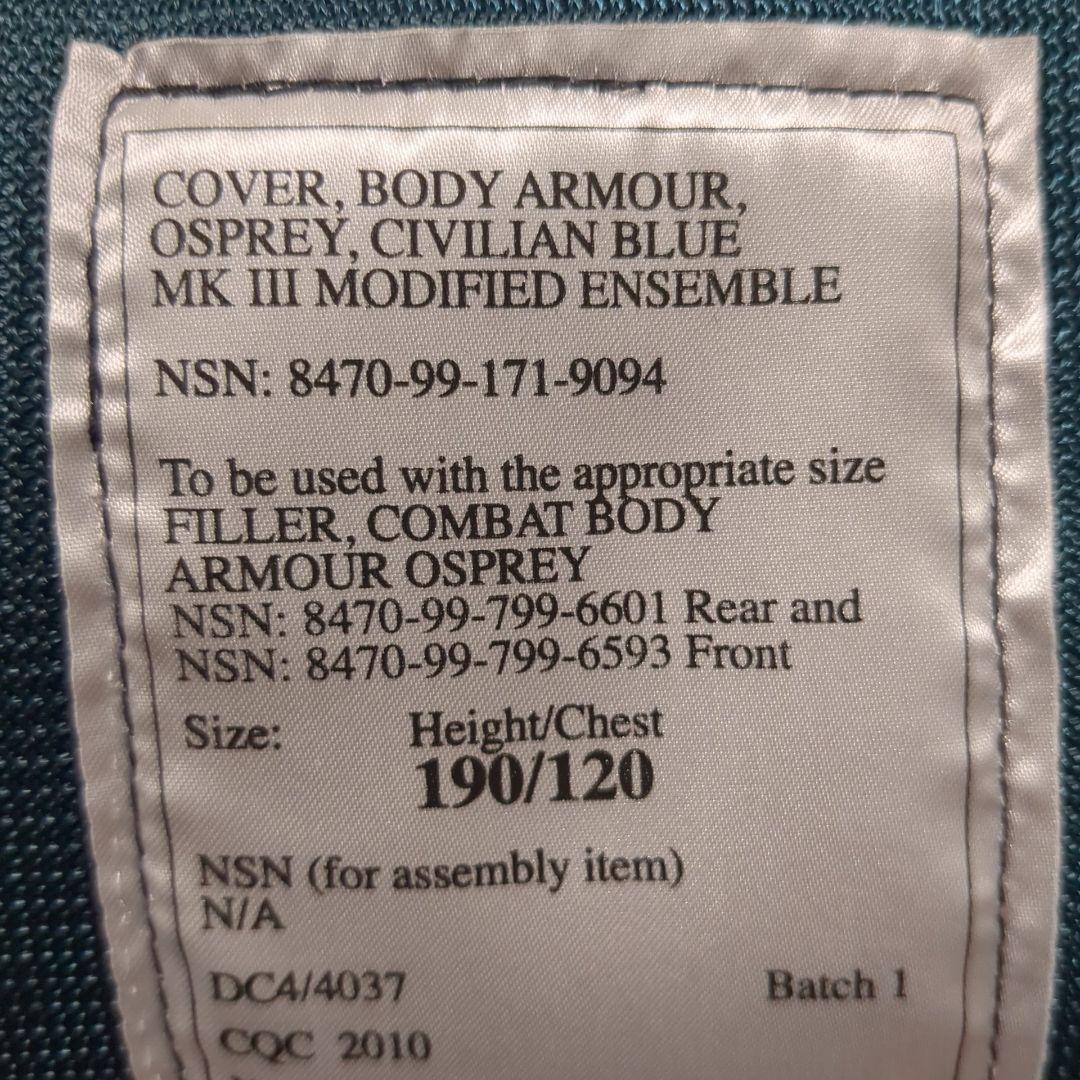 COVER, BODY ARMOUR,
OSPREY, CIVILIAN BLUE
MK III MODIFIED ENSEMBLE
NSN: 8470-99-171-9094
To be used with the appropriate size
FILLER, COMBAT BODY
ARMOUR OSPREY
NSN: 8470-99-799-6601 Rear and
NSN: 8470-99-799-6593 Front
Size: Height/Chest
190/120
NSN (for assembly item)
N/A
DC4/4037 Batch 1
CQC 2010